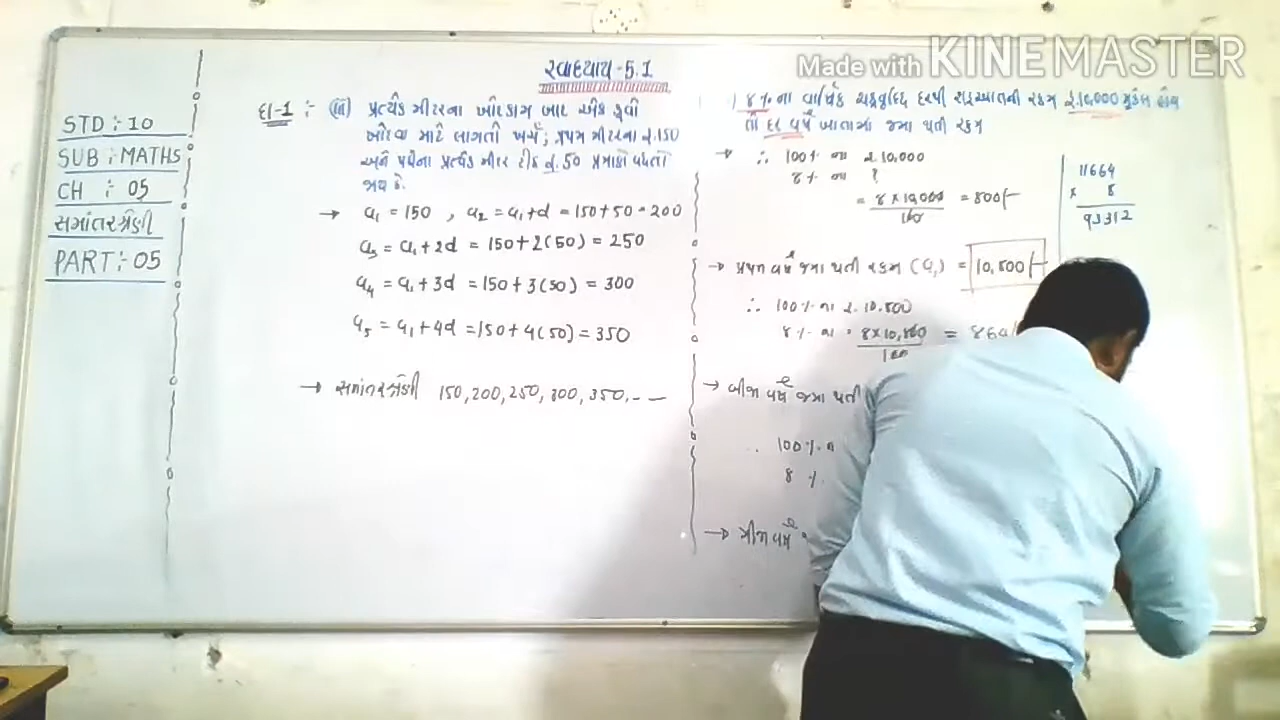 Made with KINEMASTER
સ્વાધ્યાય-5.1
STD : 10
SUB : MATHS
CH : 05
સમાંતરશ્રેણી
PART :- 05
દા-1 :- (iii) પ્રત્યેક મીટરના ખોદકામ બાદ એક કૂવો
ખોદવા માટે લાગતો ખર્ચ; પ્રથમ મીટરના રૂ.150
અને પછીના પ્રત્યેક મીટર દીઠ રૂ.50 પ્રમાણે વધતો
જાય છે.
→ a₁ = 150 , a₂ = a₁+d = 150+50 = 200
a₃ = a₁+2d = 150+2(50) = 250
a₄ = a₁+3d = 150+3(50) = 300
a₅ = a₁+4d = 150+4(50) = 350
→ સમાંતરશ્રેણી 150, 200, 250, 300, 350, - -
8% ના વાર્ષિક ચક્રવૃદ્ધિ દરથી શરૂઆતની રકમ રૂ.10,000 મુકેલ હોય
તો દર વર્ષે ખાતામાં જમા થતી રકમ
→ ∴ 100% ના રૂ 10,000
8% ના ?
= 8 × 10,000 / 100 = 800/-
→ પ્રથમ વર્ષે જમા થતી રકમ (a₁) = 10,800/-
∴ 100% ના રૂ. 10,800
8% ના = 8×10,800 / 100 = 864/
→ બીજા વર્ષે જમા થતી
∴ 100% ના
8 %
→ ત્રીજા વર્ષે
11664
× 8
93312